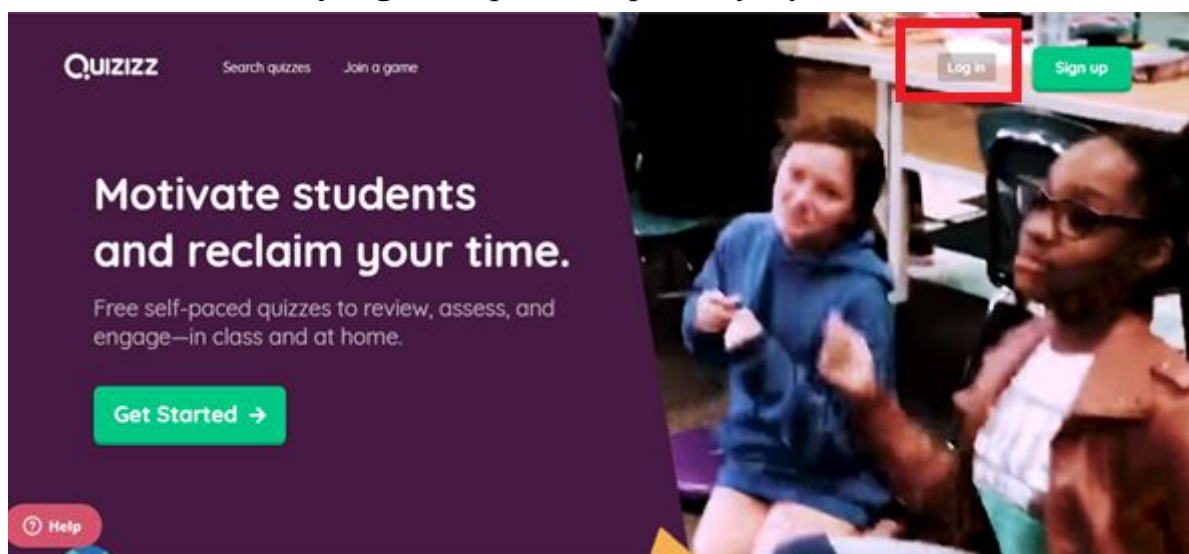 QUIZIZZ
Search quizzes
Join a game
Log in
Sign up
Motivate students
and reclaim your time.
Free self-paced quizzes to review, assess, and
engage—in class and at home.
Get Started →
? Help